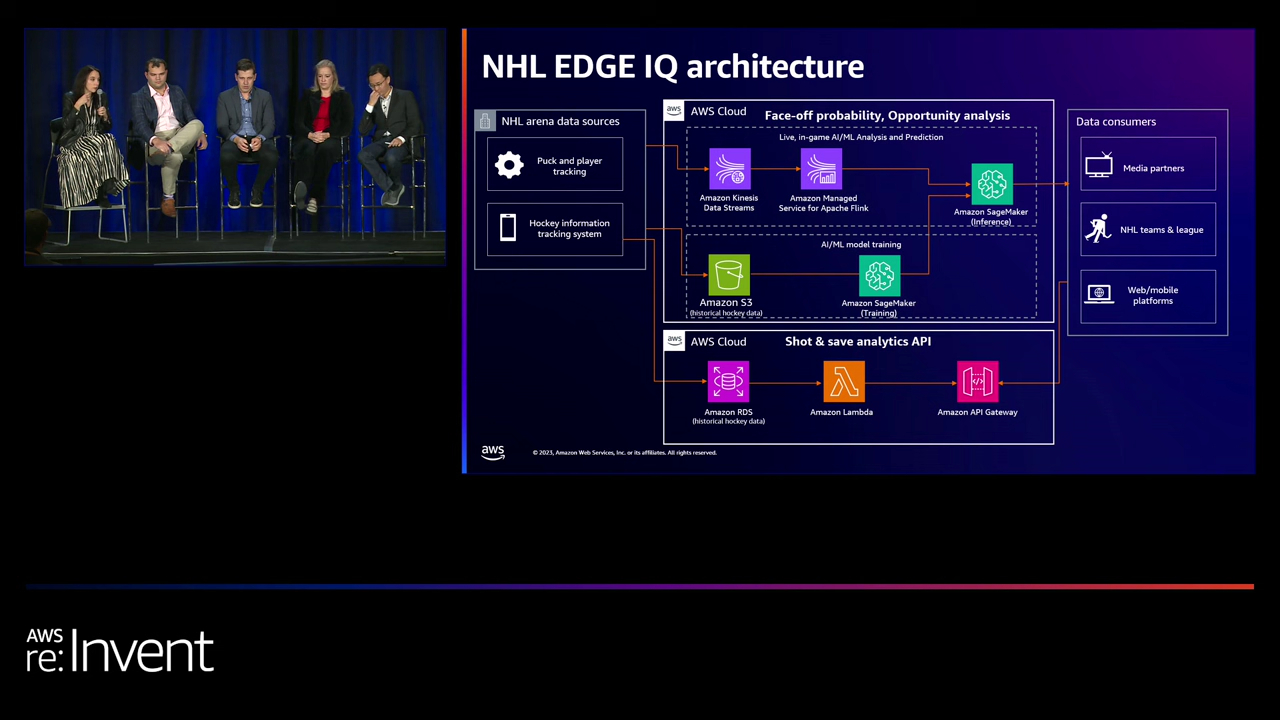 NHL EDGE IQ architecture
NHL arena data sources
Puck and player
tracking
Hockey information
tracking system
aws
AWS Cloud
Face-off probability, Opportunity analysis
Live, in-game AI/ML Analysis and Prediction
Amazon Kinesis
Data Streams
Amazon Managed
Service for Apache Flink
Amazon SageMaker
(Inference)
AI/ML model training
Amazon S3
(historical hockey data)
Amazon SageMaker
(Training)
aws
AWS Cloud
Shot & save analytics API
Amazon RDS
(historical hockey data)
Amazon Lambda
Amazon API Gateway
Data consumers
Media partners
NHL teams & league
Web/mobile
platforms
aws
© 2023, Amazon Web Services, Inc. or its affiliates. All rights reserved.
AWS
re:Invent